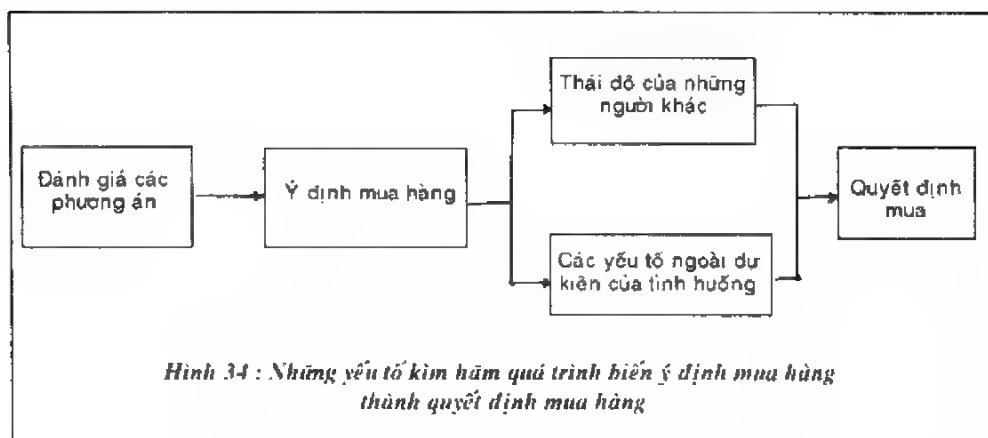 Đánh giá các
phương án
Ý định mua hàng
Thái đô của những
người khác
Các yếu tố ngoài dự
kiên của tình huống
Quyết định
mua
Hình 34 : Những yếu tố kìm hãm quá trình biến ý định mua hàng
thành quyết định mua hàng